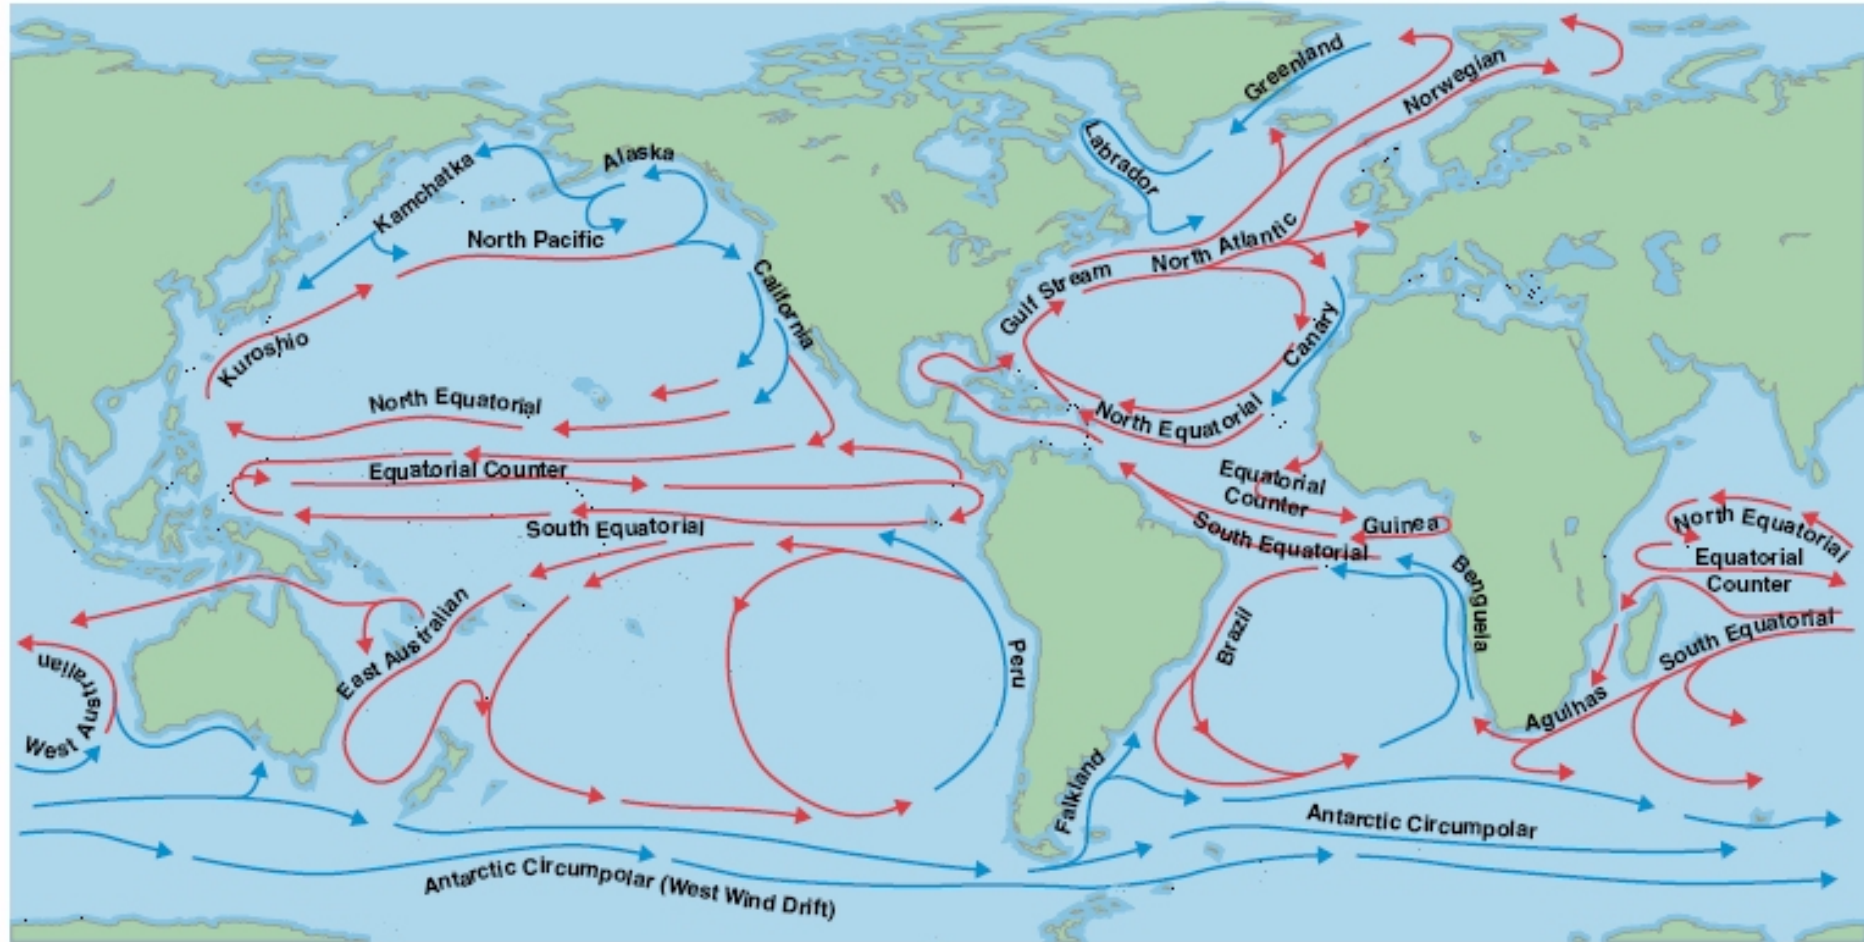 Greenland
Norwegian
Labrador
Alaska
Kamchatka
North Pacific
North Atlantic
Gulf Stream
California
Canary
Kuroshio
North Equatorial
North Equatorial
Equatorial Counter
Equatorial
Counter
Guinea
South Equatorial
South Equatorial
North Equatorial
Equatorial
Counter
South Equatorial
Benguela
East Australian
Peru
Brazil
Agulhas
West Australian
Falkland
Antarctic Circumpolar
Antarctic Circumpolar (West Wind Drift)